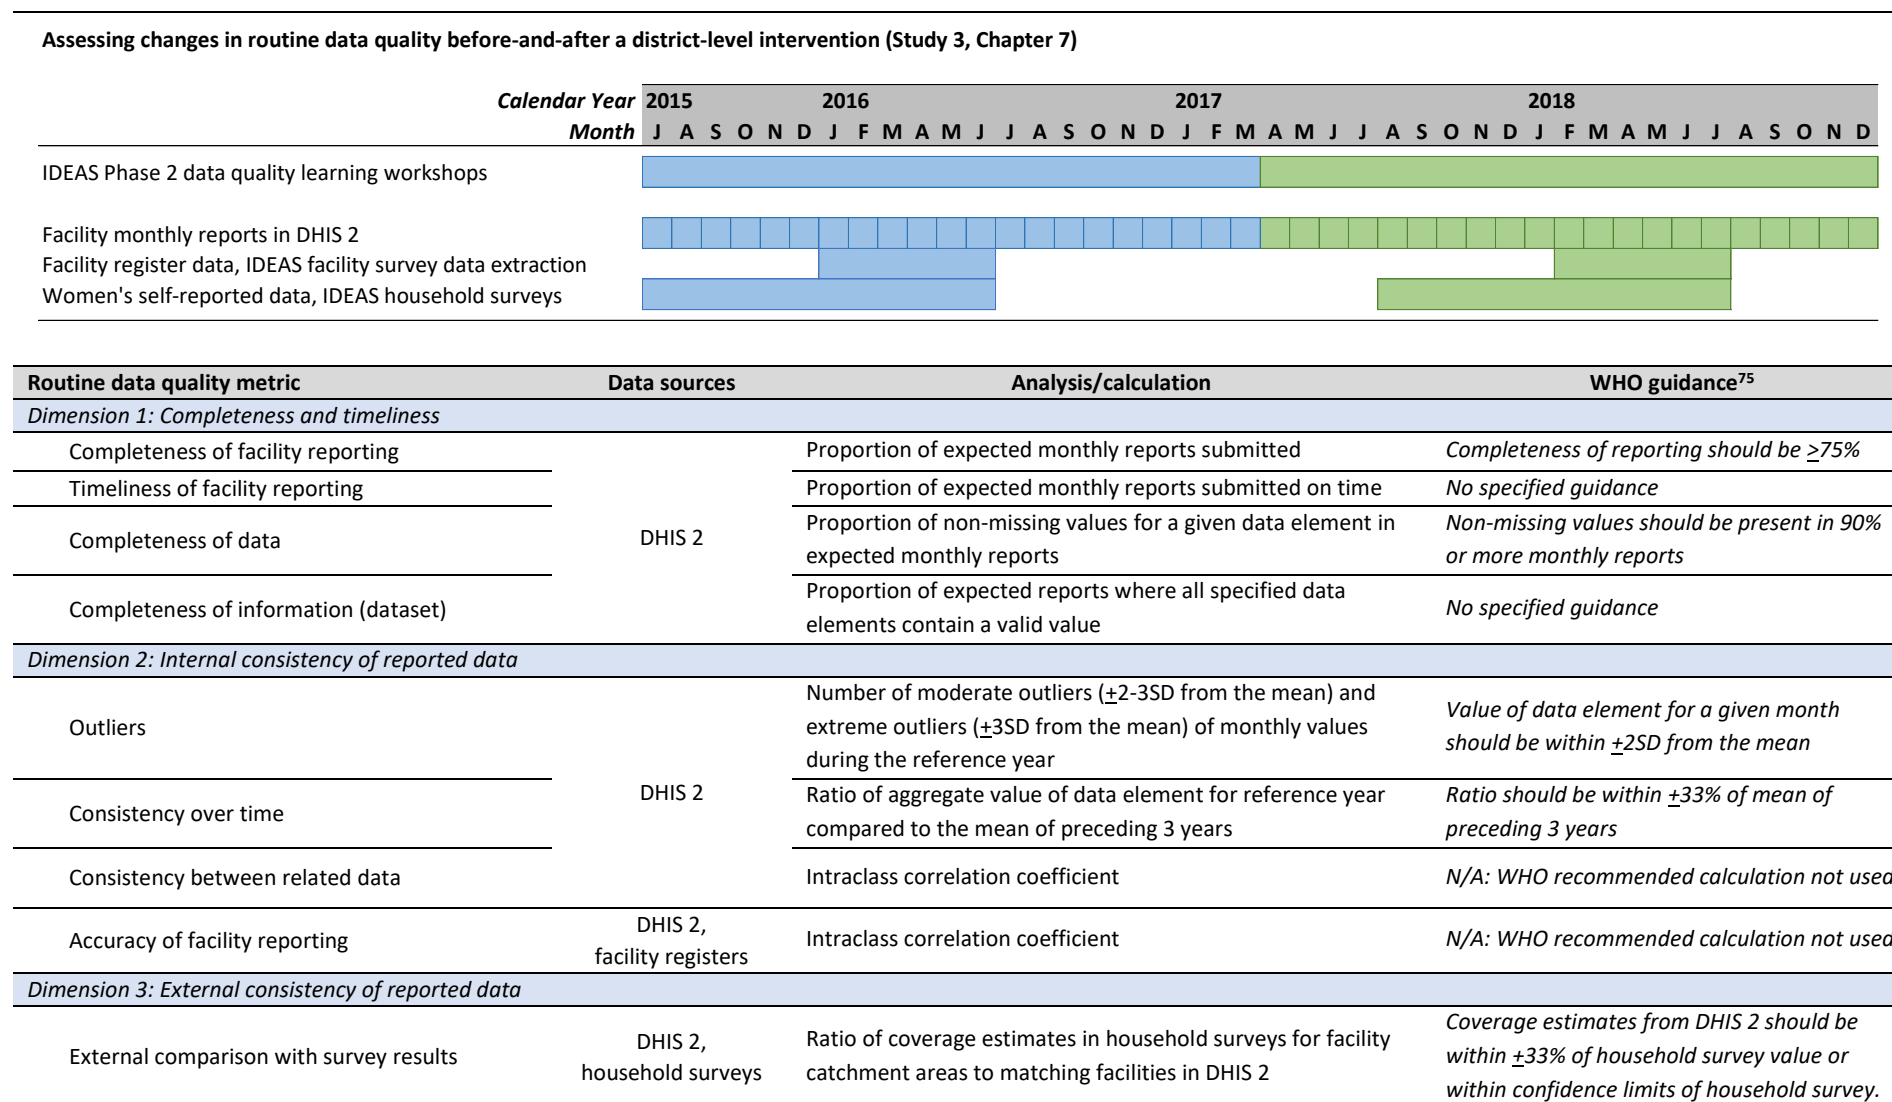 Assessing changes in routine data quality before-and-after a district-level intervention (Study 3, Chapter 7)
Calendar Year 2015 2016 2017 2018
Month J A S O N D J F M A M J J A S O N D J F M A M J J A S O N D J F M A M J J A S O N D
IDEAS Phase 2 data quality learning workshops
Facility monthly reports in DHIS 2
Facility register data, IDEAS facility survey data extraction
Women's self-reported data, IDEAS household surveys
Routine data quality metric Data sources Analysis/calculation WHO guidance75
Dimension 1: Completeness and timeliness
Completeness of facility reporting
Proportion of expected monthly reports submitted
Completeness of reporting should be ≥75%
Timeliness of facility reporting
Proportion of expected monthly reports submitted on time
No specified guidance
DHIS 2
Completeness of data
Proportion of non-missing values for a given data element in
expected monthly reports
Non-missing values should be present in 90%
or more monthly reports
Completeness of information (dataset)
Proportion of expected reports where all specified data
elements contain a valid value
No specified guidance
Dimension 2: Internal consistency of reported data
Outliers
Number of moderate outliers (±2-3SD from the mean) and
extreme outliers (±3SD from the mean) of monthly values
during the reference year
Value of data element for a given month
should be within ±2SD from the mean
DHIS 2
Consistency over time
Ratio of aggregate value of data element for reference year
compared to the mean of preceding 3 years
Ratio should be within ±33% of mean of
preceding 3 years
Consistency between related data
Intraclass correlation coefficient
N/A: WHO recommended calculation not used
Accuracy of facility reporting
DHIS 2,
facility registers
Intraclass correlation coefficient
N/A: WHO recommended calculation not used
Dimension 3: External consistency of reported data
External comparison with survey results
DHIS 2,
household surveys
Ratio of coverage estimates in household surveys for facility
catchment areas to matching facilities in DHIS 2
Coverage estimates from DHIS 2 should be
within ±33% of household survey value or
within confidence limits of household survey.